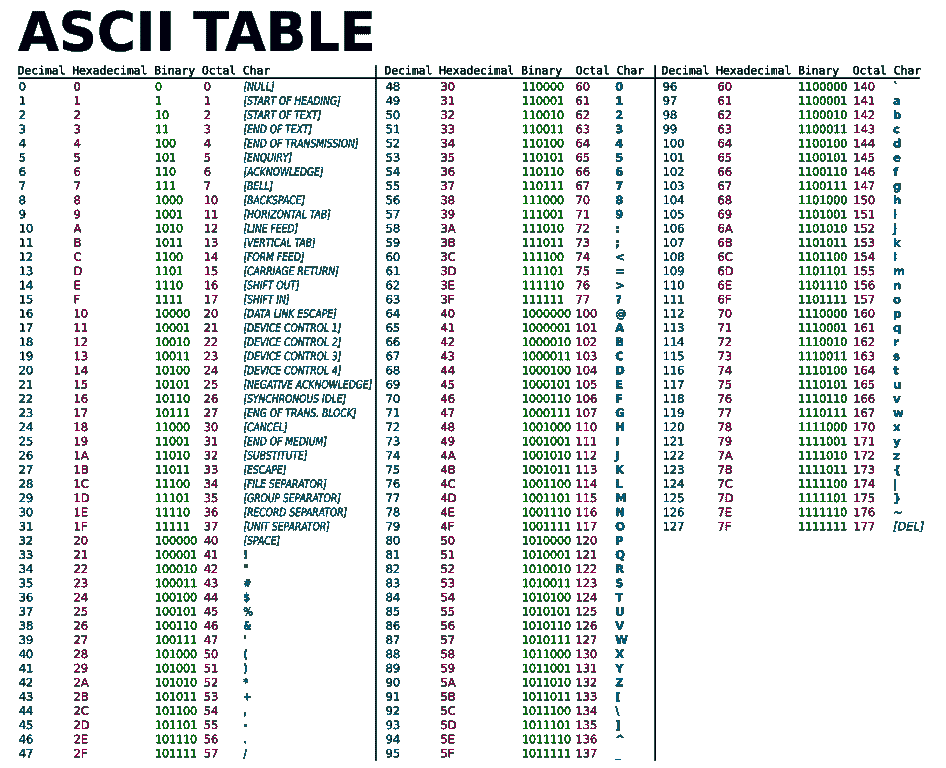 ASCII TABLE
Decimal Hexadecimal Binary Octal Char
0 0 0 0 [NULL]
1 1 1 1 [START OF HEADING]
2 2 10 2 [START OF TEXT]
3 3 11 3 [END OF TEXT]
4 4 100 4 [END OF TRANSMISSION]
5 5 101 5 [ENQUIRY]
6 6 110 6 [ACKNOWLEDGE]
7 7 111 7 [BELL]
8 8 1000 10 [BACKSPACE]
9 9 1001 11 [HORIZONTAL TAB]
10 A 1010 12 [LINE FEED]
11 B 1011 13 [VERTICAL TAB]
12 C 1100 14 [FORM FEED]
13 D 1101 15 [CARRIAGE RETURN]
14 E 1110 16 [SHIFT OUT]
15 F 1111 17 [SHIFT IN]
16 10 10000 20 [DATA LINK ESCAPE]
17 11 10001 21 [DEVICE CONTROL 1]
18 12 10010 22 [DEVICE CONTROL 2]
19 13 10011 23 [DEVICE CONTROL 3]
20 14 10100 24 [DEVICE CONTROL 4]
21 15 10101 25 [NEGATIVE ACKNOWLEDGE]
22 16 10110 26 [SYNCHRONOUS IDLE]
23 17 10111 27 [ENG OF TRANS. BLOCK]
24 18 11000 30 [CANCEL]
25 19 11001 31 [END OF MEDIUM]
26 1A 11010 32 [SUBSTITUTE]
27 1B 11011 33 [ESCAPE]
28 1C 11100 34 [FILE SEPARATOR]
29 1D 11101 35 [GROUP SEPARATOR]
30 1E 11110 36 [RECORD SEPARATOR]
31 1F 11111 37 [UNIT SEPARATOR]
32 20 100000 40 [SPACE]
33 21 100001 41 !
34 22 100010 42 "
35 23 100011 43 #
36 24 100100 44 $
37 25 100101 45 %
38 26 100110 46 &
39 27 100111 47 '
40 28 101000 50 (
41 29 101001 51 )
42 2A 101010 52 *
43 2B 101011 53 +
44 2C 101100 54 ,
45 2D 101101 55 -
46 2E 101110 56 .
47 2F 101111 57 /
Decimal Hexadecimal Binary Octal Char
48 30 110000 60 0
49 31 110001 61 1
50 32 110010 62 2
51 33 110011 63 3
52 34 110100 64 4
53 35 110101 65 5
54 36 110110 66 6
55 37 110111 67 7
56 38 111000 70 8
57 39 111001 71 9
58 3A 111010 72 :
59 3B 111011 73 ;
60 3C 111100 74 <
61 3D 111101 75 =
62 3E 111110 76 >
63 3F 111111 77 ?
64 40 1000000 100 @
65 41 1000001 101 A
66 42 1000010 102 B
67 43 1000011 103 C
68 44 1000100 104 D
69 45 1000101 105 E
70 46 1000110 106 F
71 47 1000111 107 G
72 48 1001000 110 H
73 49 1001001 111 I
74 4A 1001010 112 J
75 4B 1001011 113 K
76 4C 1001100 114 L
77 4D 1001101 115 M
78 4E 1001110 116 N
79 4F 1001111 117 O
80 50 1010000 120 P
81 51 1010001 121 Q
82 52 1010010 122 R
83 53 1010011 123 S
84 54 1010100 124 T
85 55 1010101 125 U
86 56 1010110 126 V
87 57 1010111 127 W
88 58 1011000 130 X
89 59 1011001 131 Y
90 5A 1011010 132 Z
91 5B 1011011 133 [
92 5C 1011100 134 \
93 5D 1011101 135 ]
94 5E 1011110 136 ^
95 5F 1011111 137 _
Decimal Hexadecimal Binary Octal Char
96 60 1100000 140 `
97 61 1100001 141 a
98 62 1100010 142 b
99 63 1100011 143 c
100 64 1100100 144 d
101 65 1100101 145 e
102 66 1100110 146 f
103 67 1100111 147 g
104 68 1101000 150 h
105 69 1101001 151 i
106 6A 1101010 152 j
107 6B 1101011 153 k
108 6C 1101100 154 l
109 6D 1101101 155 m
110 6E 1101110 156 n
111 6F 1101111 157 o
112 70 1110000 160 p
113 71 1110001 161 q
114 72 1110010 162 r
115 73 1110011 163 s
116 74 1110100 164 t
117 75 1110101 165 u
118 76 1110110 166 v
119 77 1110111 167 w
120 78 1111000 170 x
121 79 1111001 171 y
122 7A 1111010 172 z
123 7B 1111011 173 {
124 7C 1111100 174 |
125 7D 1111101 175 }
126 7E 1111110 176 ~
127 7F 1111111 177 [DEL]